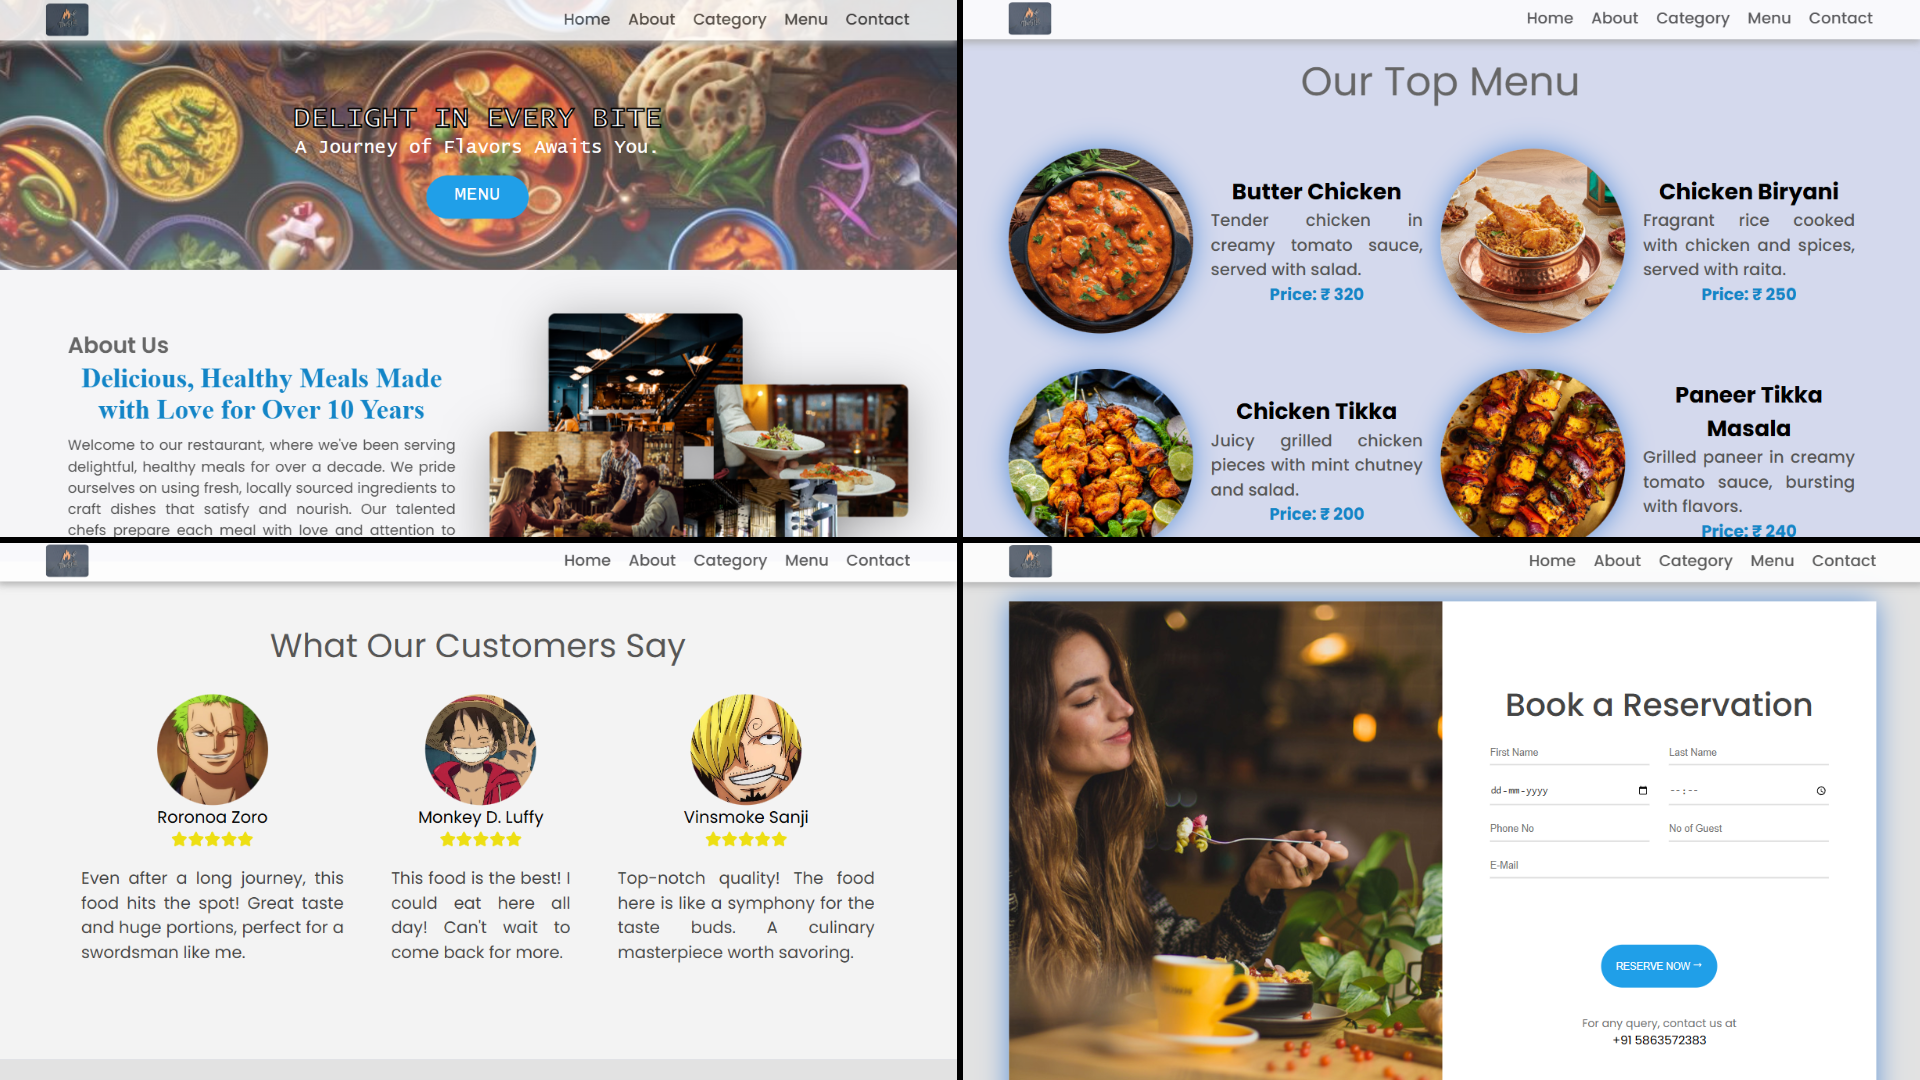 Home About Category Menu Contact
DELIGHT IN EVERY BITE
A Journey of Flavors Awaits You.
MENU
About Us
Delicious, Healthy Meals Made
with Love for Over 10 Years
Welcome to our restaurant, where we've been serving
delightful, healthy meals for over a decade. We pride
ourselves on using fresh, locally sourced ingredients to
craft dishes that satisfy and nourish. Our talented
chefs prepare each meal with love and attention to
Home About Category Menu Contact
Our Top Menu
Butter Chicken
Tender chicken in
creamy tomato sauce,
served with salad.
Price: ₹ 320
Chicken Biryani
Fragrant rice cooked
with chicken and spices,
served with raita.
Price: ₹ 250
Chicken Tikka
Juicy grilled chicken
pieces with mint chutney
and salad.
Price: ₹ 200
Paneer Tikka
Masala
Grilled paneer in creamy
tomato sauce, bursting
with flavors.
Price: ₹ 240
Home About Category Menu Contact
What Our Customers Say
Roronoa Zoro
Even after a long journey, this
food hits the spot! Great taste
and huge portions, perfect for a
swordsman like me.
Monkey D. Luffy
This food is the best! I
could eat here all
day! Can't wait to
come back for more.
Vinsmoke Sanji
Top-notch quality! The food
here is like a symphony for the
taste buds. A culinary
masterpiece worth savoring.
Home About Category Menu Contact
Book a Reservation
First Name
Last Name
dd-mm-yyyy
--:--
Phone No
No of Guest
E-Mail
RESERVE NOW →
For any query, contact us at
+91 5863572383